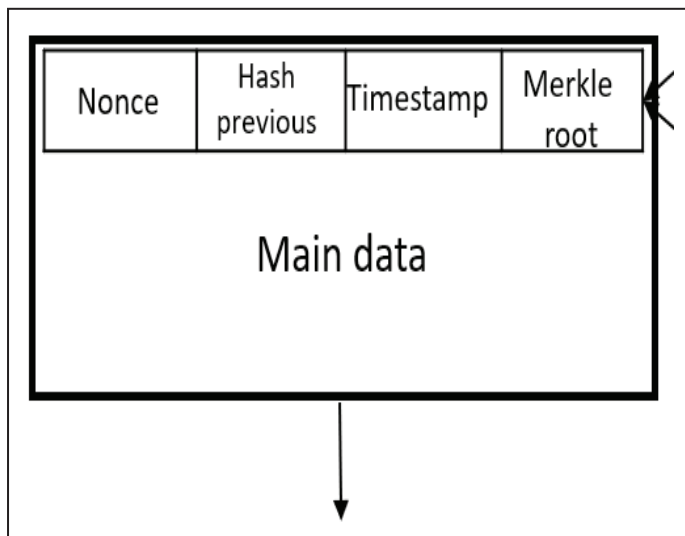 Nonce
Hash
previous
Timestamp
Merkle
root
Main data